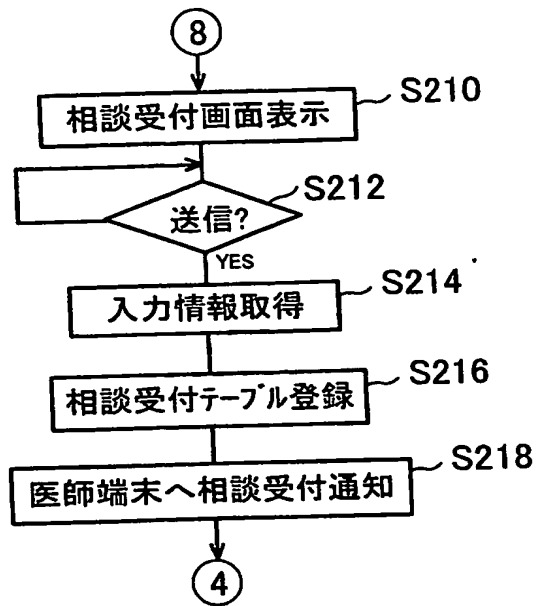 8
相談受付画面表示
S210
送信?
S212
YES
入力情報取得
S214
相談受付テーブル登録
S216
医師端末へ相談受付通知
S218
4